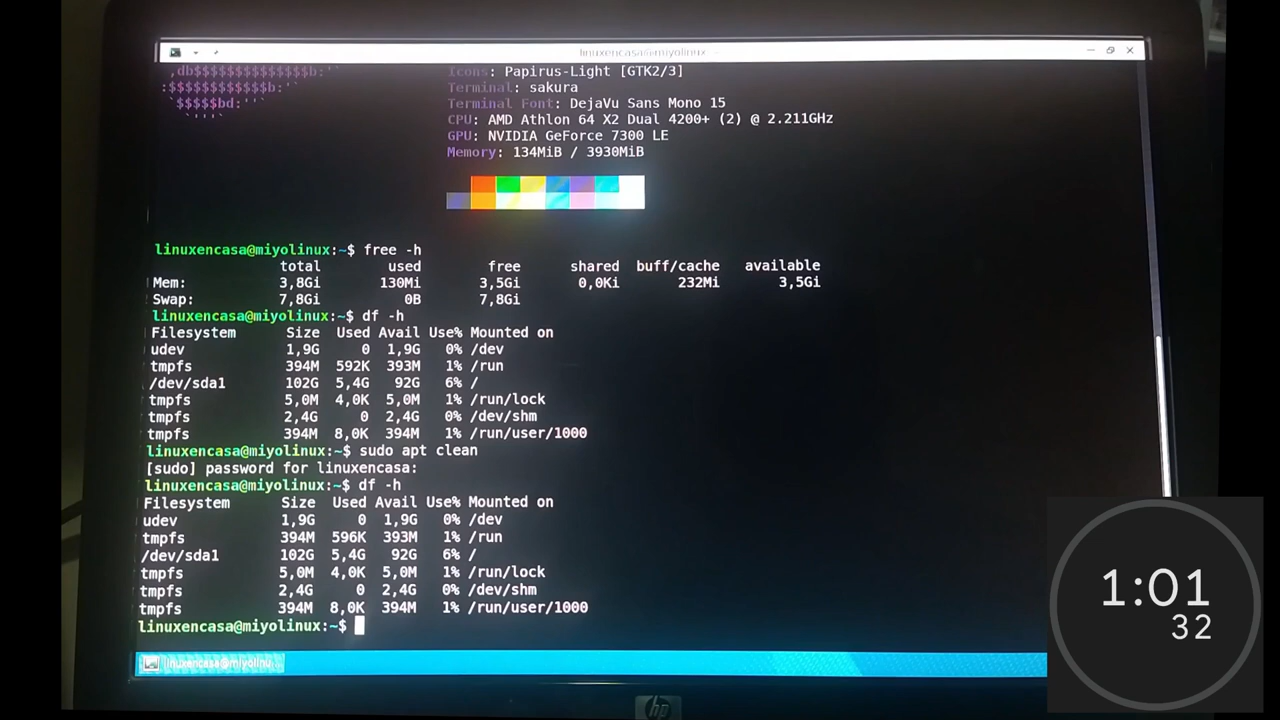 linuxencasa@miyolinux: ~
,db$$$$$$$$$$$$$$b:'`
:$$$$$$$$$$$$b:'`
`$$$$$bd:'''`
`'''`
Icons: Papirus-Light [GTK2/3]
Terminal: sakura
Terminal Font: DejaVu Sans Mono 15
CPU: AMD Athlon 64 X2 Dual 4200+ (2) @ 2.211GHz
GPU: NVIDIA GeForce 7300 LE
Memory: 134MiB / 3930MiB
linuxencasa@miyolinux:~$ free -h
total used free shared buff/cache available
Mem: 3,8Gi 130Mi 3,5Gi 0,0Ki 232Mi 3,5Gi
Swap: 7,8Gi 0B 7,8Gi
linuxencasa@miyolinux:~$ df -h
Filesystem Size Used Avail Use% Mounted on
udev 1,9G 0 1,9G 0% /dev
tmpfs 394M 592K 393M 1% /run
/dev/sda1 102G 5,4G 92G 6% /
tmpfs 5,0M 4,0K 5,0M 1% /run/lock
tmpfs 2,4G 0 2,4G 0% /dev/shm
tmpfs 394M 8,0K 394M 1% /run/user/1000
linuxencasa@miyolinux:~$ sudo apt clean
[sudo] password for linuxencasa:
linuxencasa@miyolinux:~$ df -h
Filesystem Size Used Avail Use% Mounted on
udev 1,9G 0 1,9G 0% /dev
tmpfs 394M 596K 393M 1% /run
/dev/sda1 102G 5,4G 92G 6% /
tmpfs 5,0M 4,0K 5,0M 1% /run/lock
tmpfs 2,4G 0 2,4G 0% /dev/shm
tmpfs 394M 8,0K 394M 1% /run/user/1000
linuxencasa@miyolinux:~$
linuxencasa@miyolinu...
hp
1:01
32